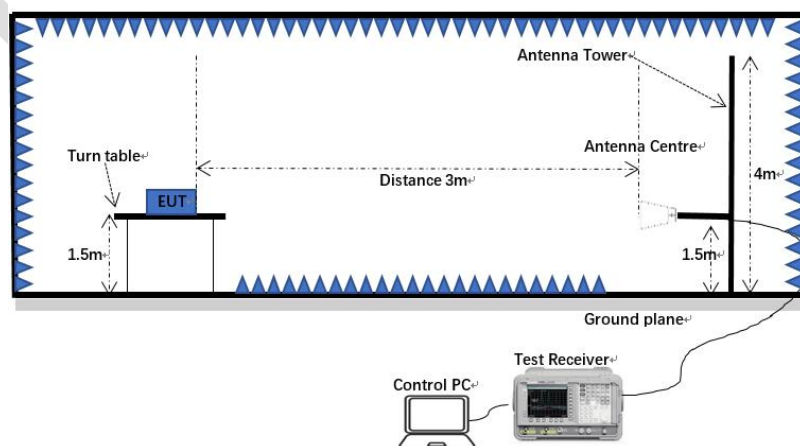 Antenna Tower
Turn table
Antenna Centre
Distance 3m
4m
EUT
1.5m
1.5m
Ground plane
Test Receiver
Control PC